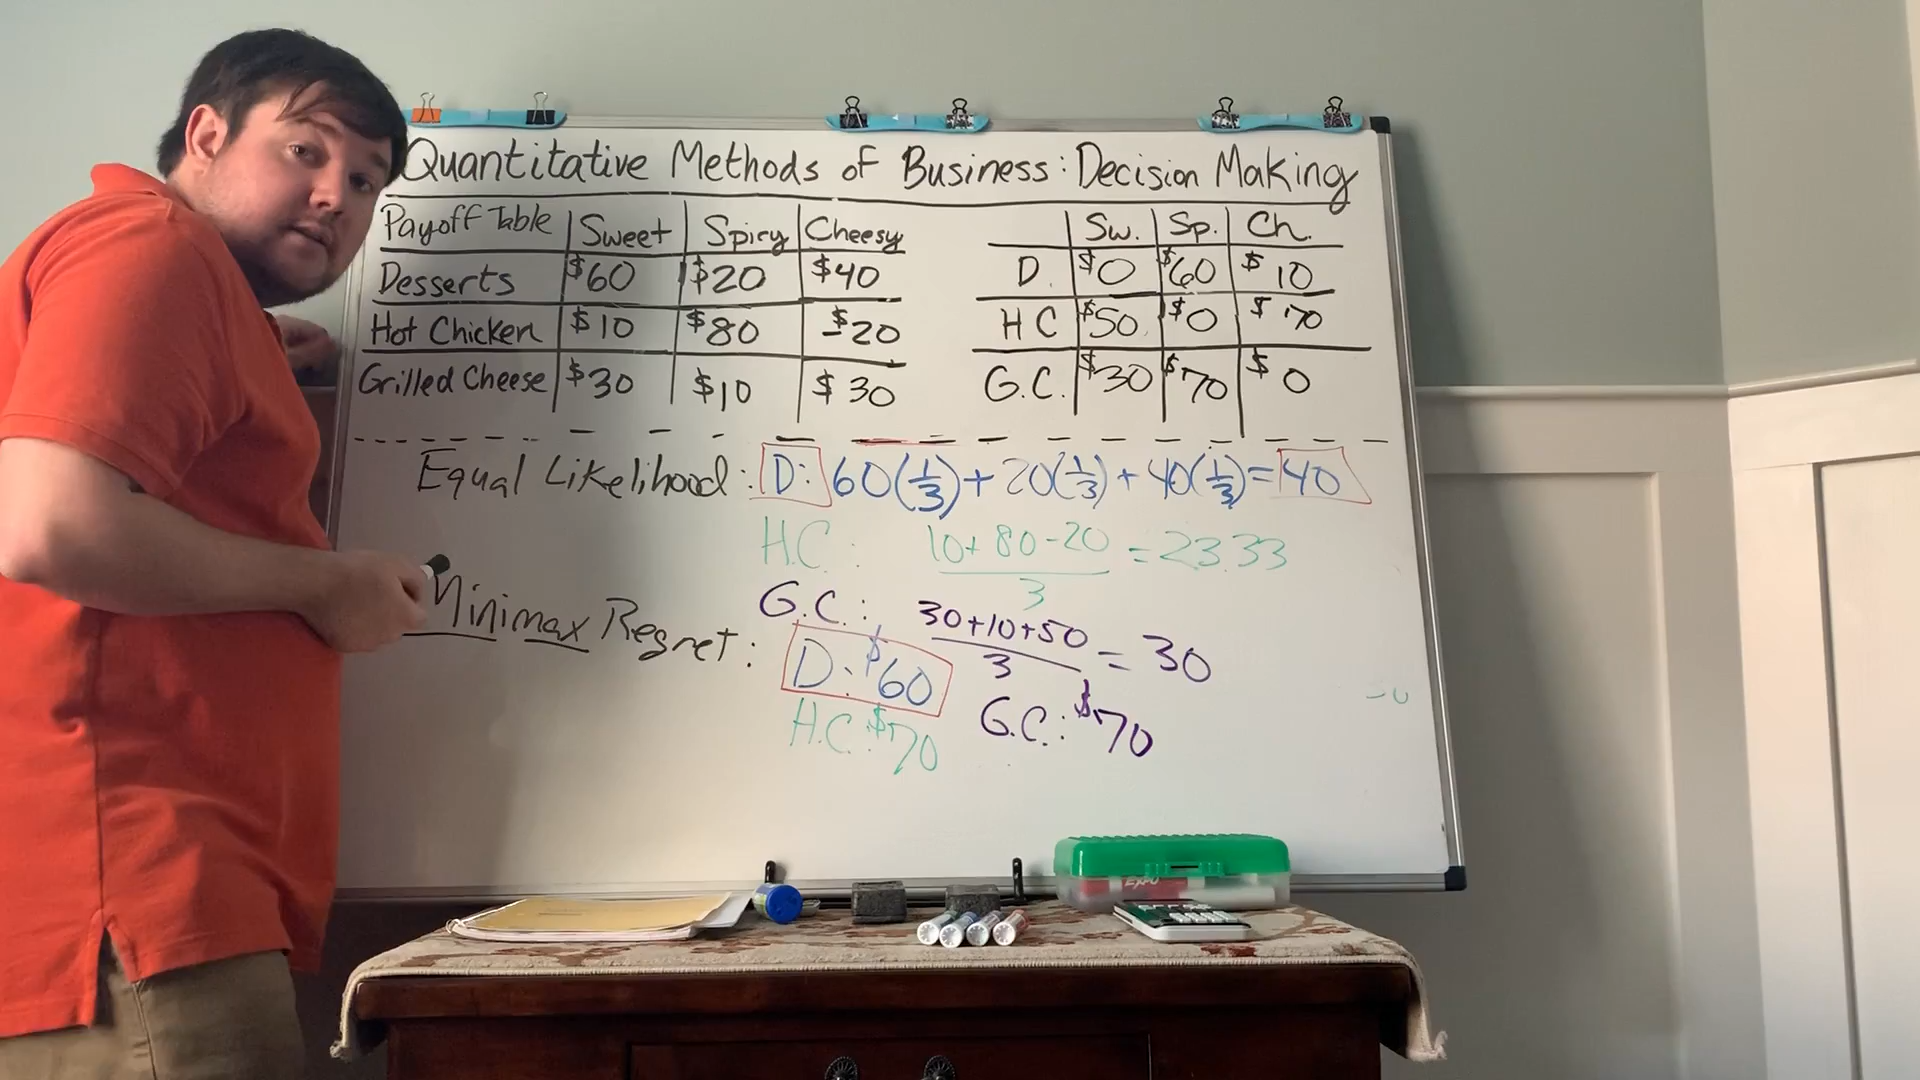 Quantitative Methods of Business: Decision Making
Payoff Table Sweet Spicy Cheesy
Desserts $60 $20 $40
Hot Chicken $10 $80 -$20
Grilled Cheese $30 $10 $30
Sw. Sp. Ch.
D. $0 $60 $10
HC $50 $0 $70
G.C. $30 $70 $0
Equal Likelihood: D: 60(1/3) + 20(1/3) + 40(1/3) = 40
H.C.: 10+80-20/3 = 23.33
G.C.: 30+10+50/3 = 30
Minimax Regret: D: $60
H.C.: $70
G.C.: $70
EXPO